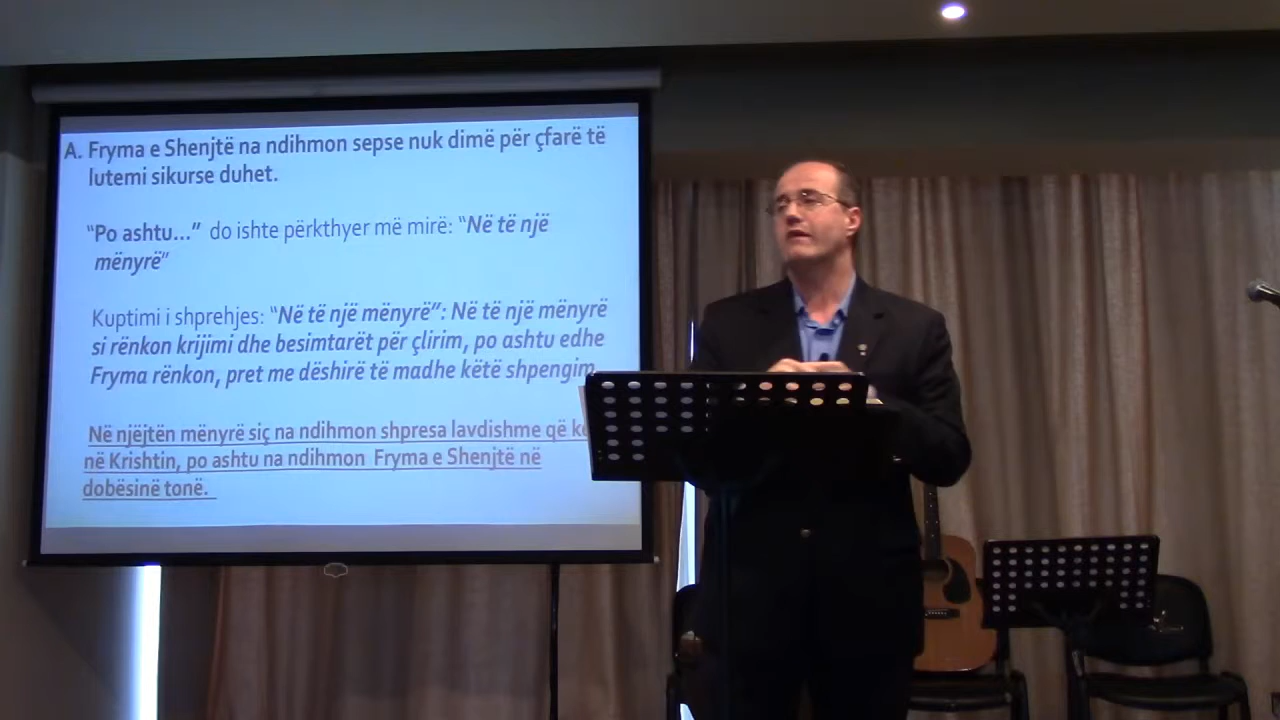 A. Fryma e Shenjtë na ndihmon sepse nuk dimë për çfarë të
lutemi sikurse duhet.
“Po ashtu...” do ishte përkthyer më mirë: “Në të një
mënyrë”
Kuptimi i shprehjes: “Në të një mënyrë”: Në të një mënyrë
si rënkon krijimi dhe besimtarët për çlirim, po ashtu edhe
Fryma rënkon, pret me dëshirë të madhe këtë shpengim
Në njëjtën mënyrë siç na ndihmon shpresa lavdishme që
në Krishtin, po ashtu na ndihmon Fryma e Shenjtë në
dobësinë tonë.